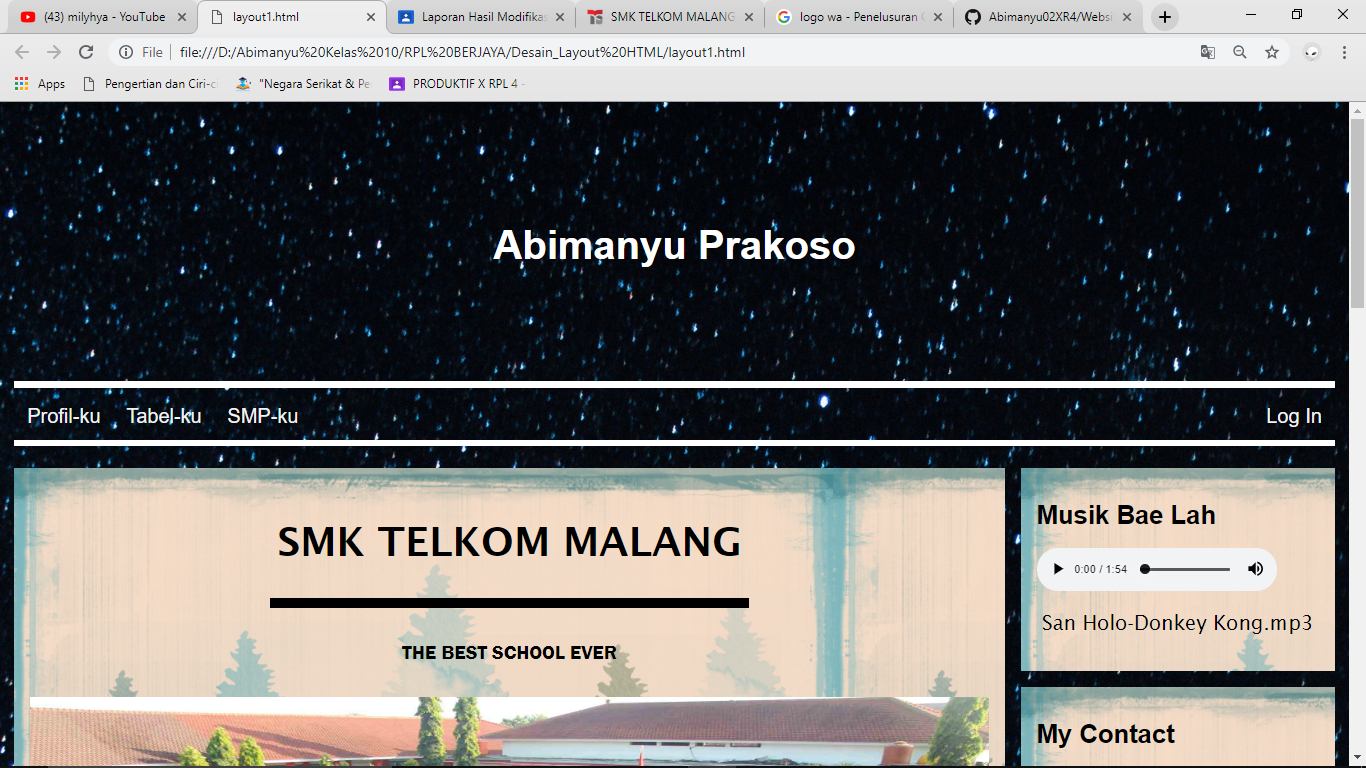 (43) milyhya - YouTube
layout1.html
Laporan Hasil Modifika
SMK TELKOM MALANG
logo wa - Penelusuran G
Abimanyu02XR4/Websi
File
file:///D:/Abimanyu%20Kelas%2010/RPL%20BERJAYA/Desain_Layout%20HTML/layout1.html
Apps
Pengertian dan Ciri-c
"Negara Serikat & Pe
PRODUKTIF X RPL 4 -
Abimanyu Prakoso
Profil-ku Tabel-ku SMP-ku Log In
SMK TELKOM MALANG
THE BEST SCHOOL EVER
Musik Bae Lah
0:00 / 1:54
San Holo-Donkey Kong.mp3
My Contact